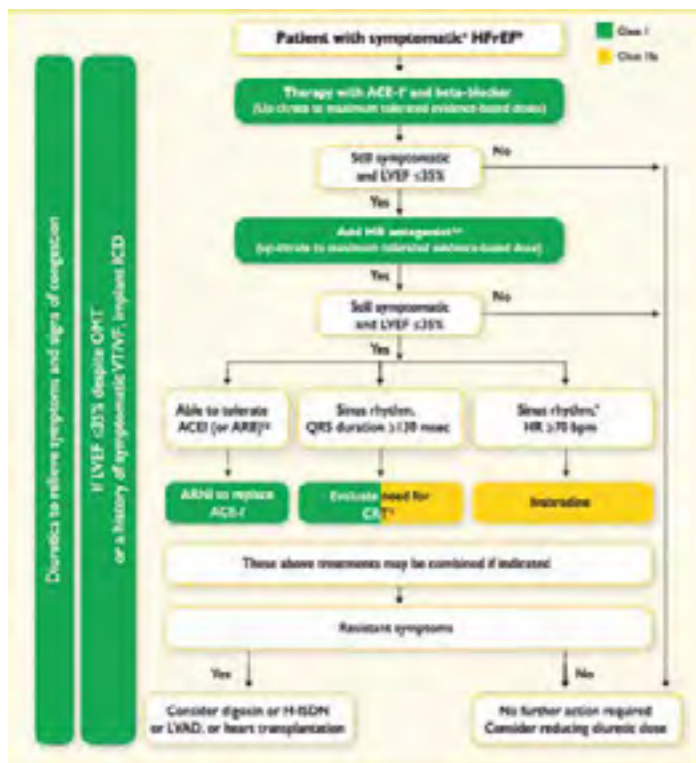 Patient with symptomatic* HFrEF
Class I
Class IIa
Therapy with ACE-I and beta-blocker
(Up-titrate to maximum tolerated evidence-based doses)
No
Still symptomatic
and LVEF ≤35%
Yes
Add MR antagonist
(up-titrate to maximum tolerated evidence-based dose)
Yes
No
Still symptomatic
and LVEF ≤35%
Yes
Able to tolerate
ACEI (or ARB)
Sinus rhythm,
QRS duration ≥130 msec
Sinus rhythm,
HR ≥70 bpm
ARNI to replace
ACE-I
Evaluate need for
CRT
Ivabradine
These above treatments may be combined if indicated
Resistant symptoms
Yes
No
Consider digoxin or H-ISDN
or LVAD, or heart transplantation
No further action required
Consider reducing diuretic dose
Diuretics to relieve symptoms and signs of congestion
If LVEF ≤35% despite OMT
or a history of symptomatic VT/VF, implant ICD